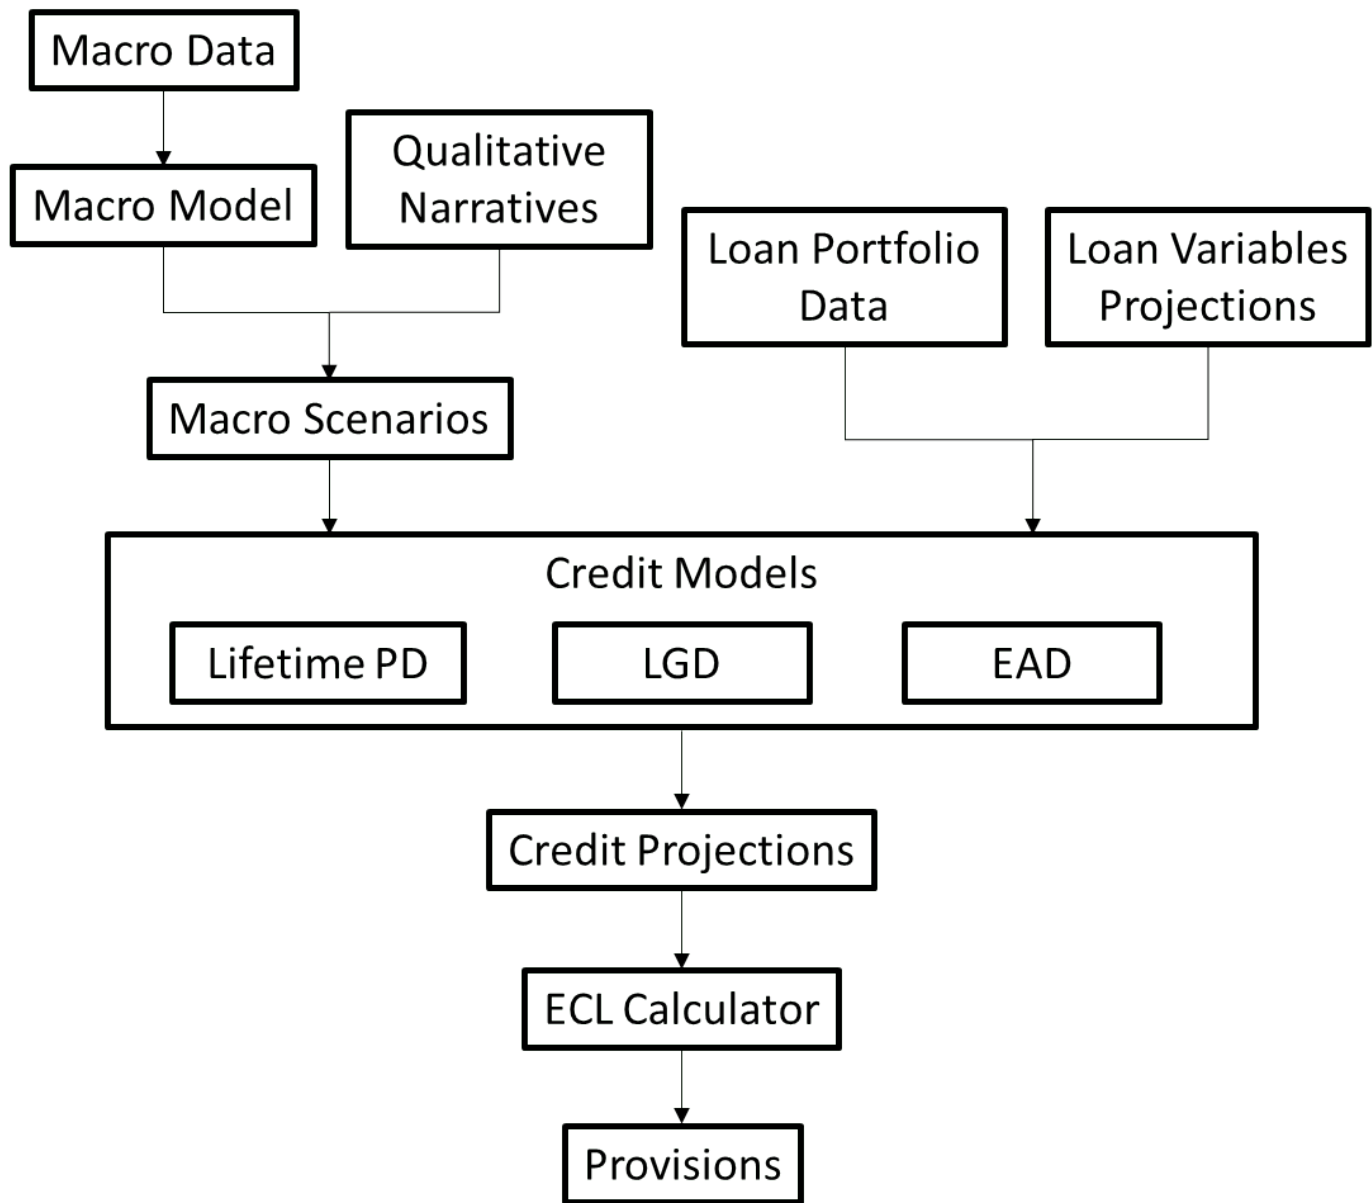 Macro Data
Macro Model
Qualitative
Narratives
Loan Portfolio
Data
Loan Variables
Projections
Macro Scenarios
Credit Models
Lifetime PD
LGD
EAD
Credit Projections
ECL Calculator
Provisions